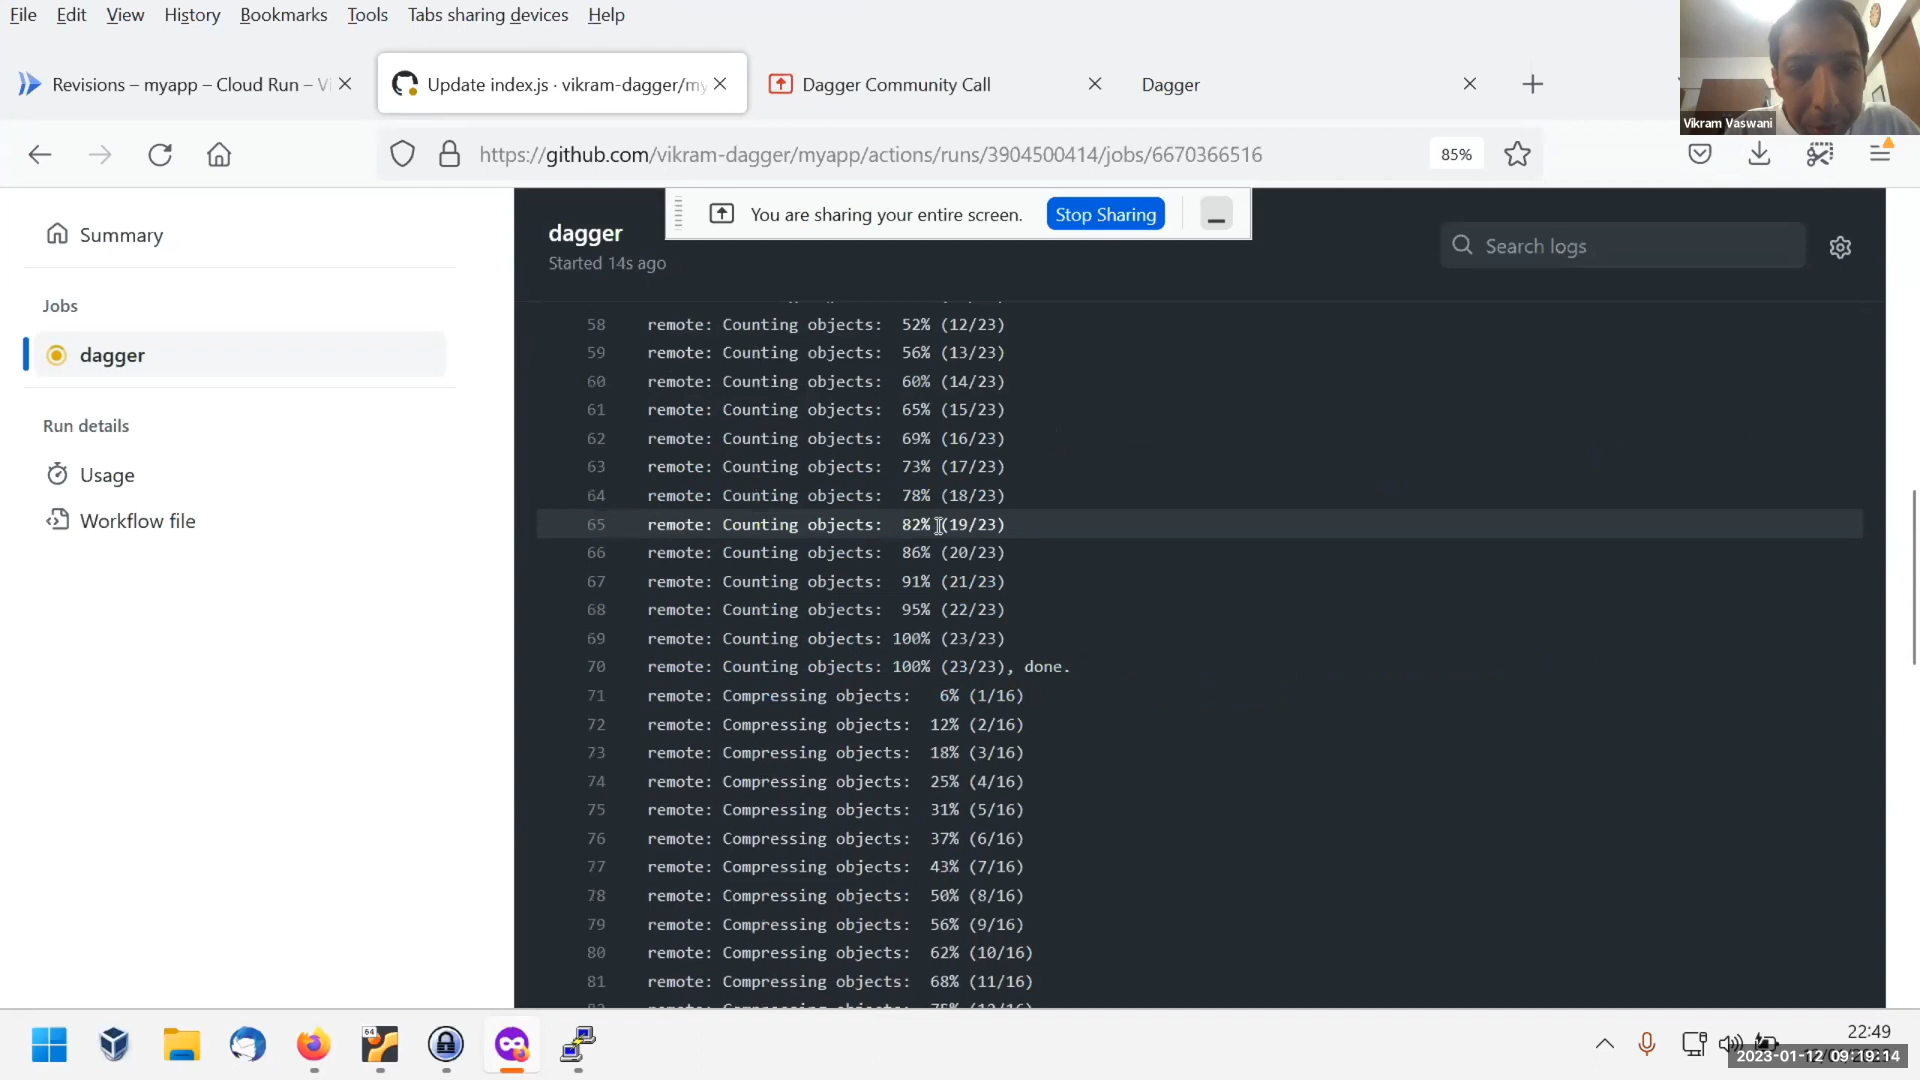 File Edit View History Bookmarks Tools Tabs sharing devices Help
Revisions – myapp – Cloud Run – Vi
Update index.js · vikram-dagger/my
Dagger Community Call
Dagger
https://github.com/vikram-dagger/myapp/actions/runs/3904500414/jobs/6670366516
85%
Vikram Vaswani
You are sharing your entire screen. Stop Sharing
Summary
Jobs
dagger
Run details
Usage
Workflow file
dagger
Started 14s ago
Search logs
58 remote: Counting objects: 52% (12/23)
59 remote: Counting objects: 56% (13/23)
60 remote: Counting objects: 60% (14/23)
61 remote: Counting objects: 65% (15/23)
62 remote: Counting objects: 69% (16/23)
63 remote: Counting objects: 73% (17/23)
64 remote: Counting objects: 78% (18/23)
65 remote: Counting objects: 82% (19/23)
66 remote: Counting objects: 86% (20/23)
67 remote: Counting objects: 91% (21/23)
68 remote: Counting objects: 95% (22/23)
69 remote: Counting objects: 100% (23/23)
70 remote: Counting objects: 100% (23/23), done.
71 remote: Compressing objects: 6% (1/16)
72 remote: Compressing objects: 12% (2/16)
73 remote: Compressing objects: 18% (3/16)
74 remote: Compressing objects: 25% (4/16)
75 remote: Compressing objects: 31% (5/16)
76 remote: Compressing objects: 37% (6/16)
77 remote: Compressing objects: 43% (7/16)
78 remote: Compressing objects: 50% (8/16)
79 remote: Compressing objects: 56% (9/16)
80 remote: Compressing objects: 62% (10/16)
81 remote: Compressing objects: 68% (11/16)
64
22:49
2023-01-12 09:19:14